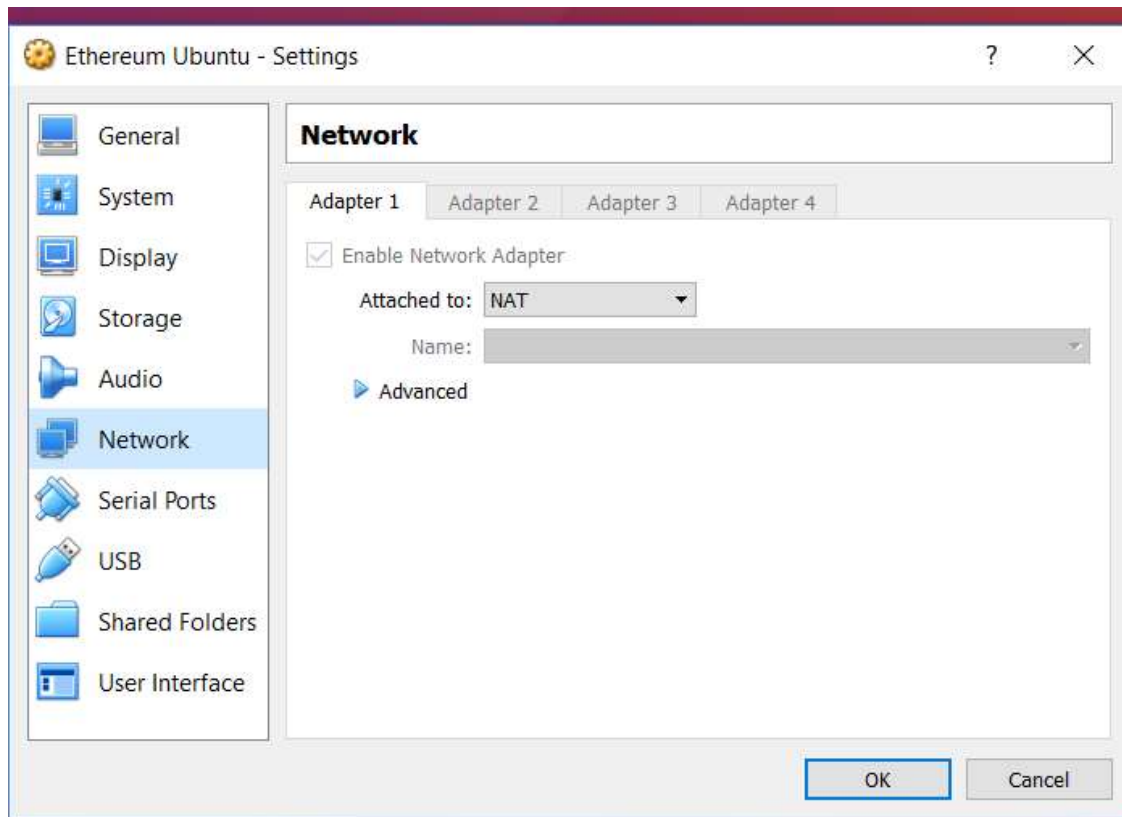 Ethereum Ubuntu - Settings
?
General
System
Display
Storage
Audio
Network
Serial Ports
USB
Shared Folders
User Interface
Network
Adapter 1
Adapter 2
Adapter 3
Adapter 4
Enable Network Adapter
Attached to: NAT
Name:
Advanced
OK
Cancel